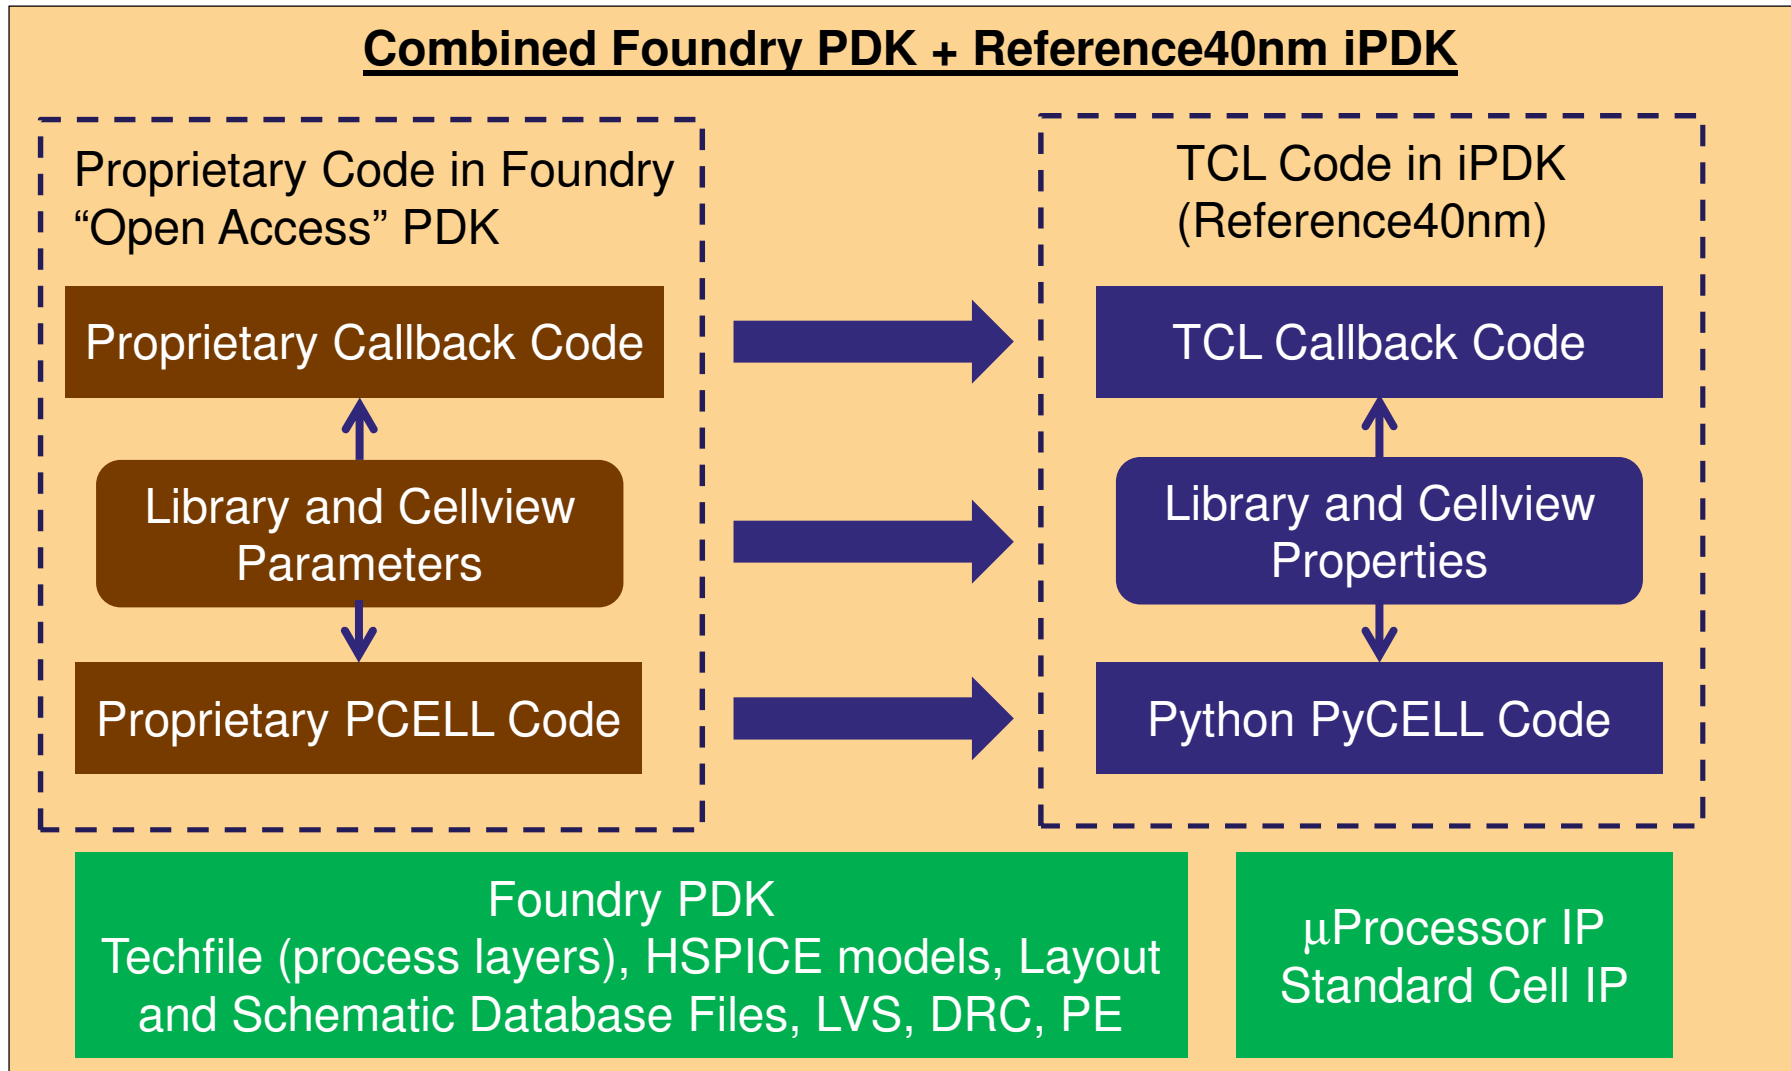 Combined Foundry PDK + Reference40nm iPDK
Proprietary Code in Foundry
“Open Access” PDK
Proprietary Callback Code
Library and Cellview
Parameters
Proprietary PCELL Code
TCL Code in iPDK
(Reference40nm)
TCL Callback Code
Library and Cellview
Properties
Python PyCELL Code
Foundry PDK
Techfile (process layers), HSPICE models, Layout
and Schematic Database Files, LVS, DRC, PE
μProcessor IP
Standard Cell IP